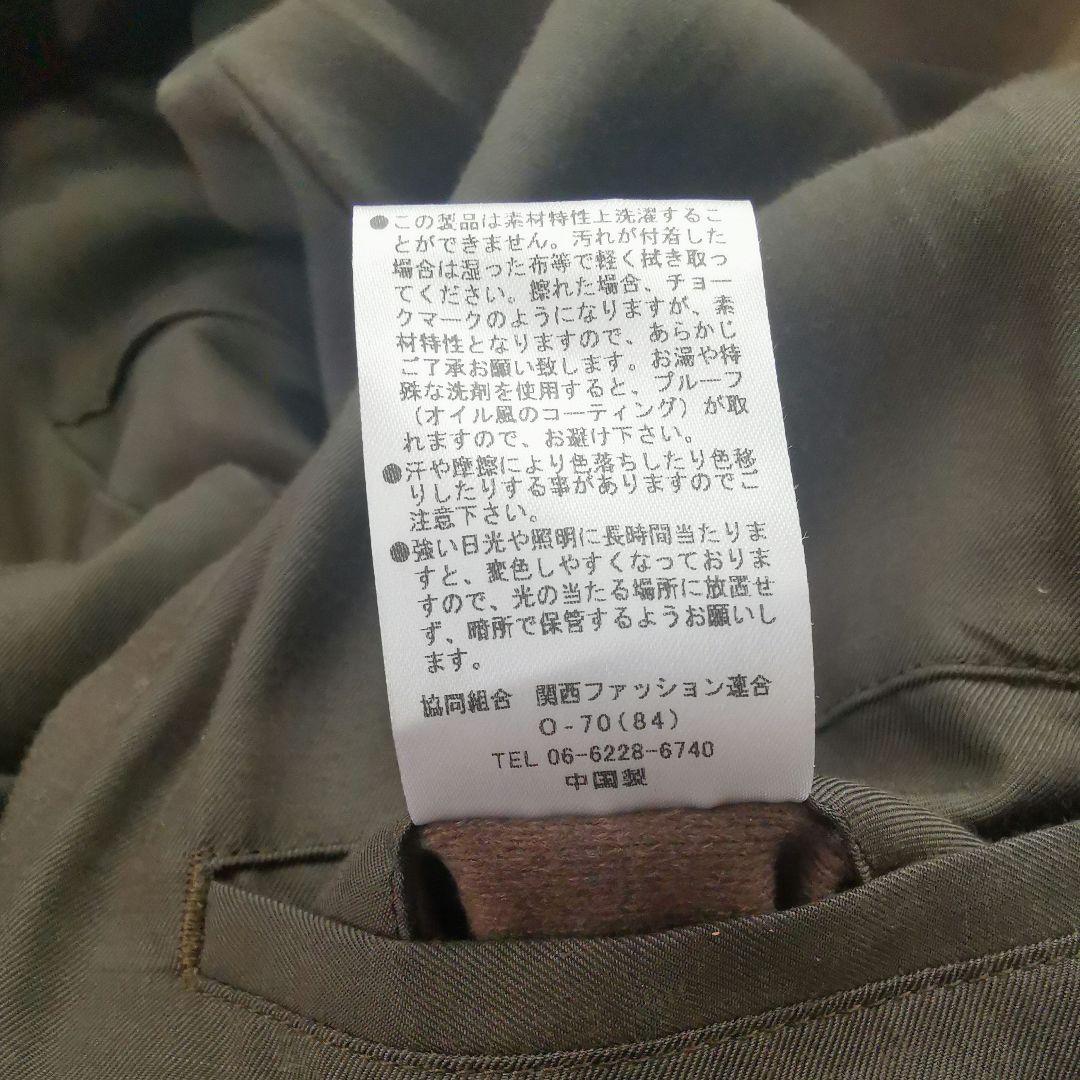 ●この製品は素材特性上洗濯するこ
とができません。汚れが付着した
場合は湿った布等で軽く拭き取っ
てください。擦れた場合、チョー
クマークのようになりますが、素
材特性となりますので、あらかじ
ご了承お願い致します。お湯や特
殊な洗剤を使用すると、プルーフ
（オイル風のコーティング）が取
れますので、お避け下さい。
●汗や摩擦により色落ちしたり色移
りしたりする事がありますのでご
注意下さい。
●強い日光や照明に長時間当たりま
すと、変色しやすくなっておりま
すので、光の当たる場所に放置せ
ず、暗所で保管するようお願いし
ます。
協同組合 関西ファッション連合
O-70(84)
TEL 06-6228-6740
中国製